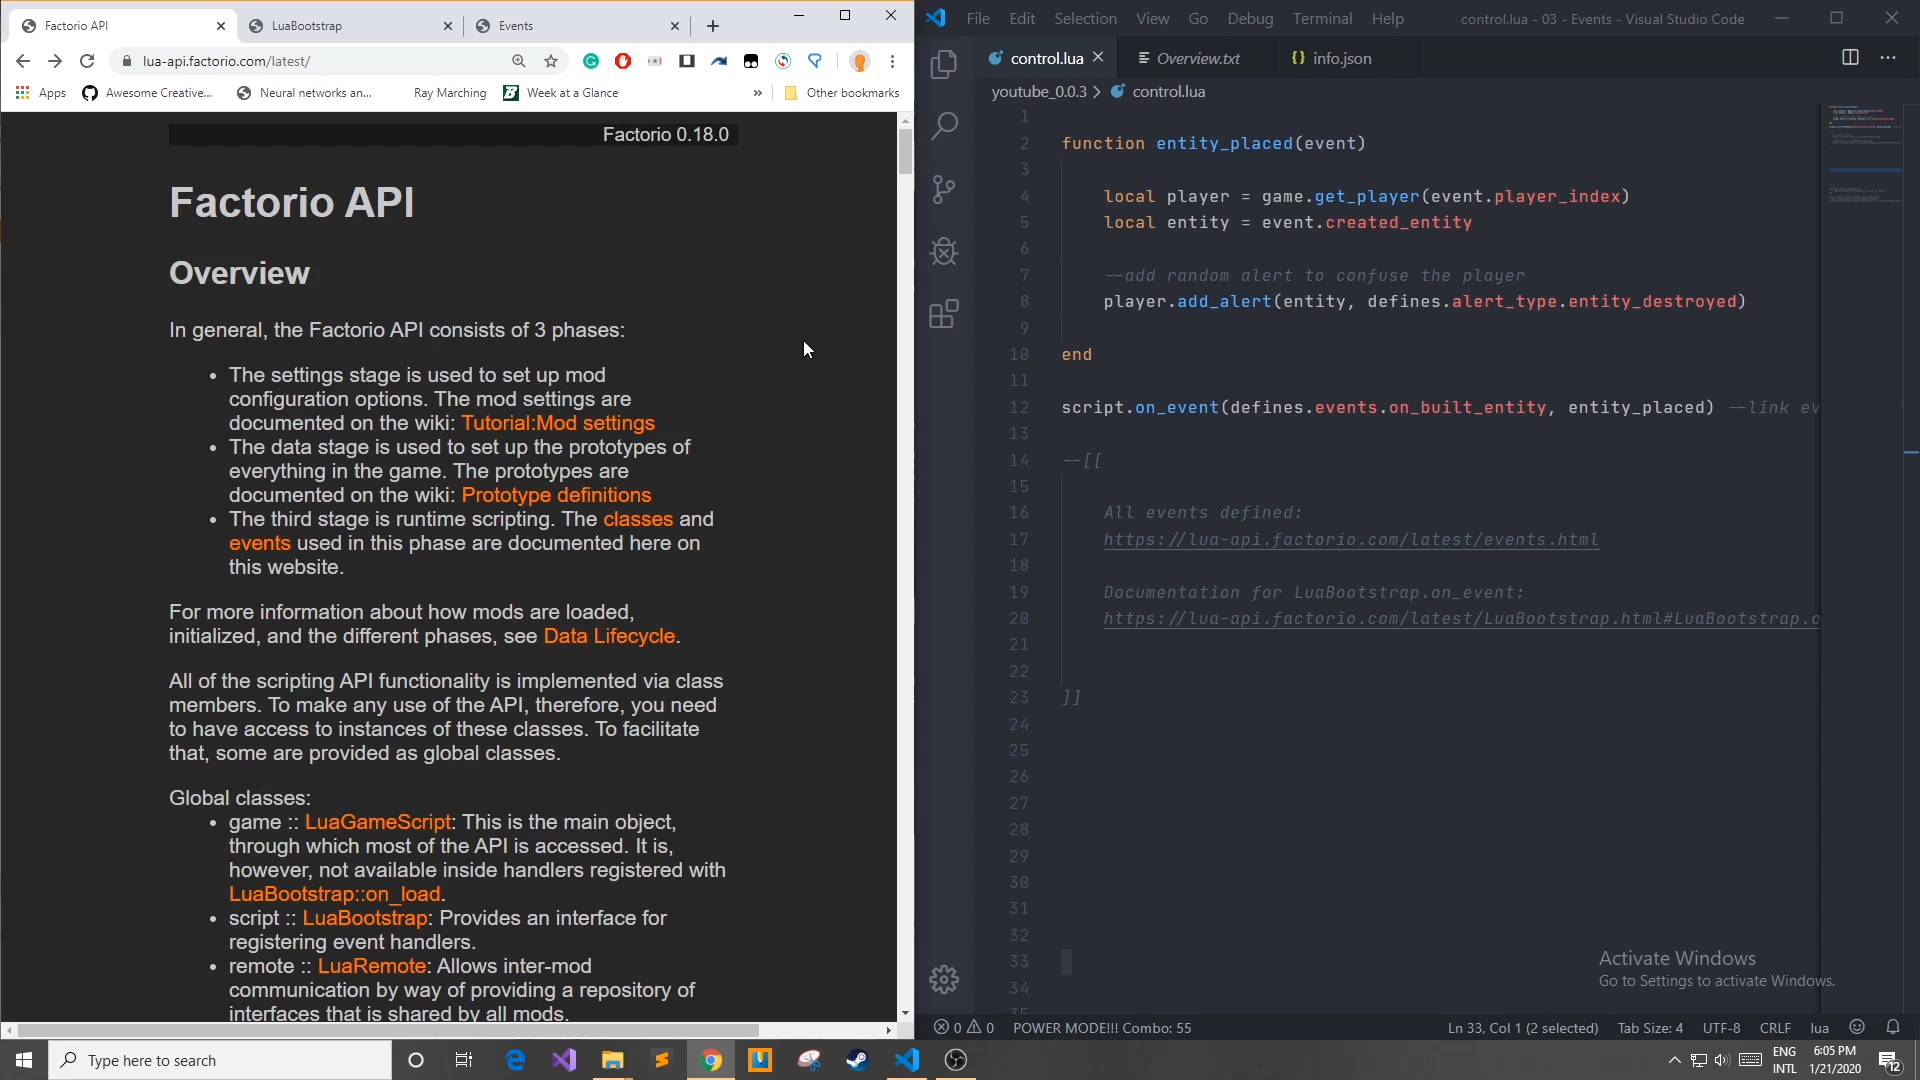 Factorio API
LuaBootstrap
Events
lua-api.factorio.com/latest/
Apps
Awesome Creative...
Neural networks an...
Ray Marching
Week at a Glance
»
Other bookmarks
Factorio 0.18.0
Factorio API
Overview
In general, the Factorio API consists of 3 phases:
• The settings stage is used to set up mod
configuration options. The mod settings are
documented on the wiki: Tutorial:Mod settings
• The data stage is used to set up the prototypes of
everything in the game. The prototypes are
documented on the wiki: Prototype definitions
• The third stage is runtime scripting. The classes and
events used in this phase are documented here on
this website.
For more information about how mods are loaded,
initialized, and the different phases, see Data Lifecycle.
All of the scripting API functionality is implemented via class
members. To make any use of the API, therefore, you need
to have access to instances of these classes. To facilitate
that, some are provided as global classes.
Global classes:
• game :: LuaGameScript: This is the main object,
through which most of the API is accessed. It is,
however, not available inside handlers registered with
LuaBootstrap::on_load.
• script :: LuaBootstrap: Provides an interface for
registering event handlers.
• remote :: LuaRemote: Allows inter-mod
communication by way of providing a repository of
interfaces that is shared by all mods.
File Edit Selection View Go Debug Terminal Help
control.lua - 03 - Events - Visual Studio Code
control.lua
Overview.txt
{} info.json
youtube_0.0.3 > control.lua
1
2 function entity_placed(event)
3
4 local player = game.get_player(event.player_index)
5 local entity = event.created_entity
6
7 --add random alert to confuse the player
8 player.add_alert(entity, defines.alert_type.entity_destroyed)
9
10 end
11
12 script.on_event(defines.events.on_built_entity, entity_placed) --link ev
13
14 --[[
15
16 All events defined:
17 https://lua-api.factorio.com/latest/events.html
18
19 Documentation for LuaBootstrap.on_event:
20 https://lua-api.factorio.com/latest/LuaBootstrap.html#LuaBootstrap.o
21
22
23 ]]
24
25
26
27
28
29
30
31
32
33
34
Activate Windows
Go to Settings to activate Windows.
0 0 POWER MODE!!! Combo: 55
Ln 33, Col 1 (2 selected) Tab Size: 4 UTF-8 CRLF lua
Type here to search
ENG
INTL
6:05 PM
1/21/2020
12